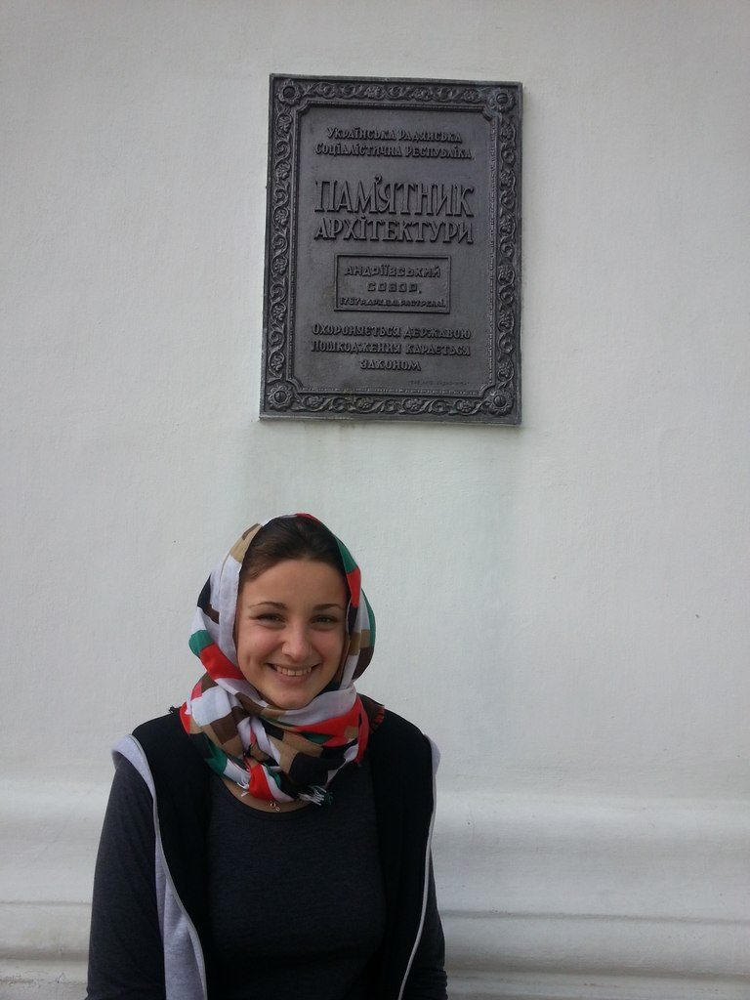 Українська Радянська
Соціалістична Республіка
ПАМ'ЯТНИК
АРХІТЕКТУРИ
АНДРІЇВСЬКИЙ
СОБОР.
Охороняється державою
Пошкодження карається
законом